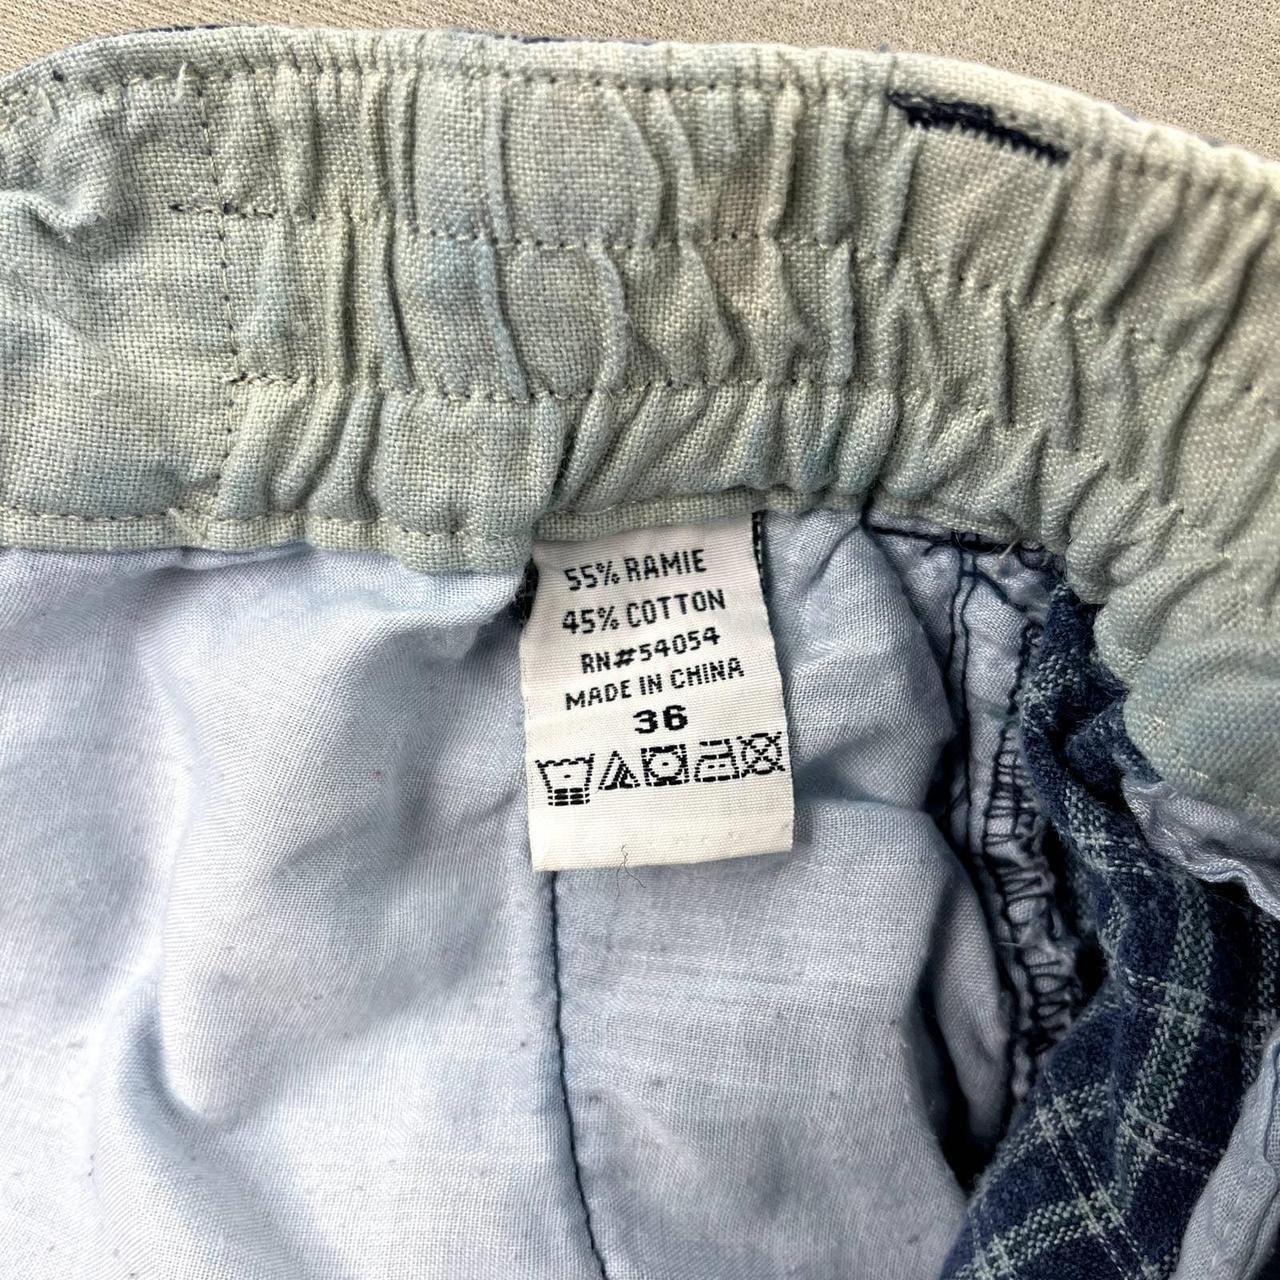 55% RAMIE
45% COTTON
RN#54054
MADE IN CHINA
36